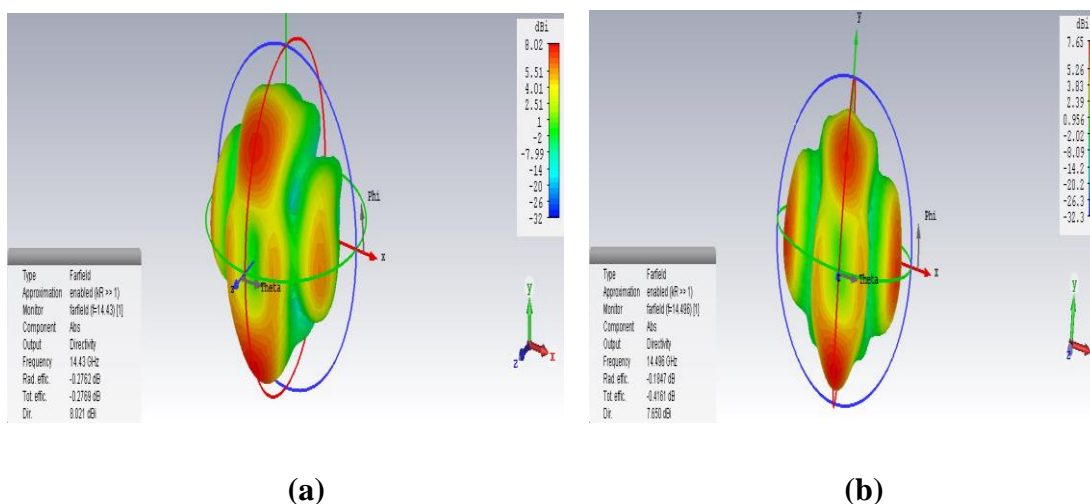 dBi
8.02
5.51
4.01
2.51
1
-2
-7.99
-14
-20
-26
-32
Phi
x
z
Theta
y
z
x
Type Farfield
Approximation enabled (kR >> 1)
Monitor farfield (f=14.43) [1]
Component Abs
Output Directivity
Frequency 14.43 GHz
Rad. effic. -0.2762 dB
Tot. effic. -0.2769 dB
Dir. 8.021 dBi
(a)
y
dBi
7.65
5.26
3.83
2.39
0.956
-2.02
-8.09
-14.2
-20.2
-26.3
-32.3
Phi
x
Theta
y
z
x
Type Farfield
Approximation enabled (kR >> 1)
Monitor farfield (f=14.496) [1]
Component Abs
Output Directivity
Frequency 14.496 GHz
Rad. effic. -0.1847 dB
Tot. effic. -0.4161 dB
Dir. 7.650 dBi
(b)